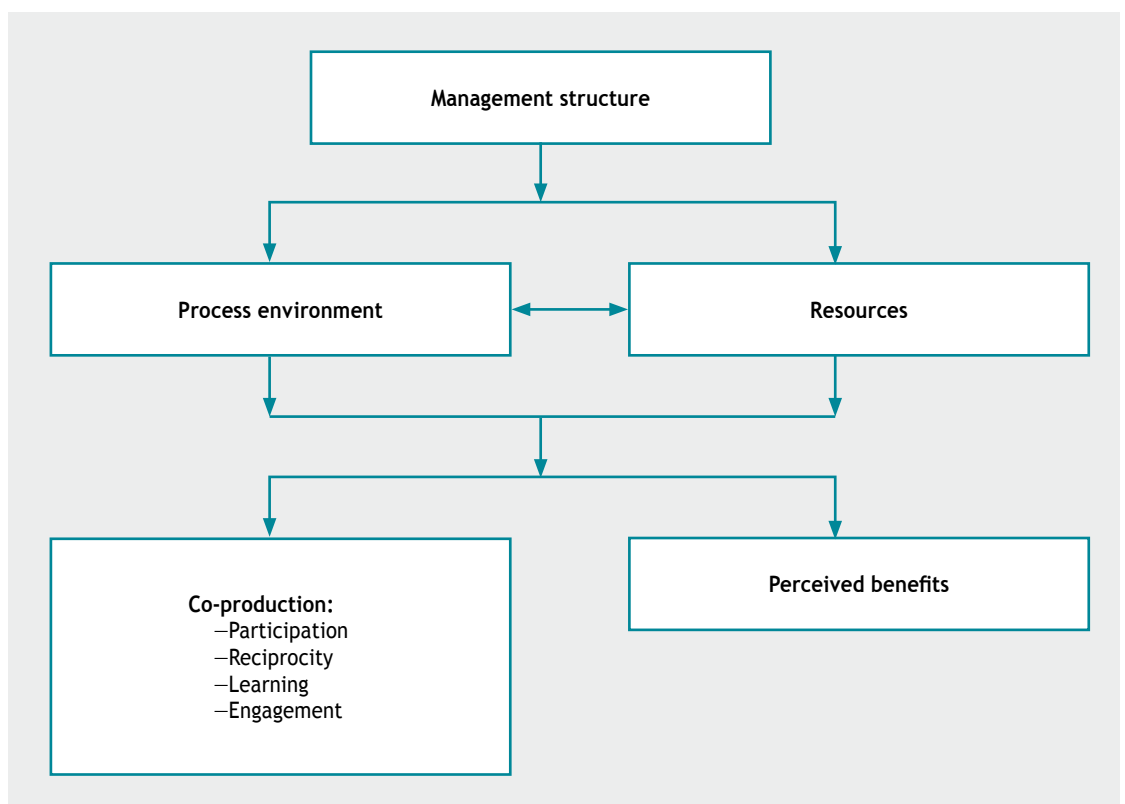 Management structure
Process environment
Resources
Co-production:
—Participation
—Reciprocity
—Learning
—Engagement
Perceived benefits